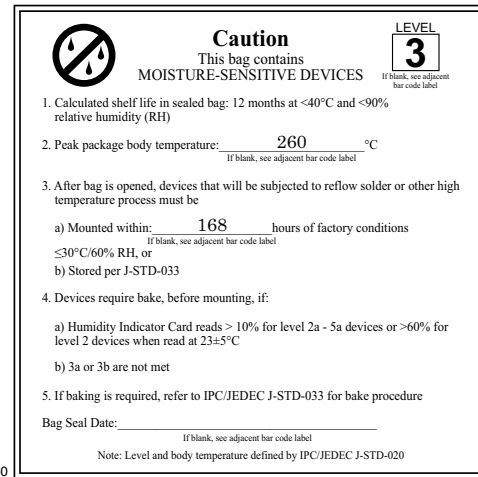 Caution
This bag contains
MOISTURE-SENSITIVE DEVICES
LEVEL
3
If blank, see adjacent
bar code label
1. Calculated shelf life in sealed bag: 12 months at <40°C and <90%
relative humidity (RH)
2. Peak package body temperature: 260 °C
If blank, see adjacent bar code label
3. After bag is opened, devices that will be subjected to reflow solder or other high
temperature process must be
a) Mounted within: 168 hours of factory conditions
If blank, see adjacent bar code label
≤30°C/60% RH, or
b) Stored per J-STD-033
4. Devices require bake, before mounting, if:
a) Humidity Indicator Card reads > 10% for level 2a - 5a devices or >60% for
level 2 devices when read at 23±5°C
b) 3a or 3b are not met
5. If baking is required, refer to IPC/JEDEC J-STD-033 for bake procedure
Bag Seal Date:
If blank, see adjacent bar code label
Note: Level and body temperature defined by IPC/JEDEC J-STD-020
0